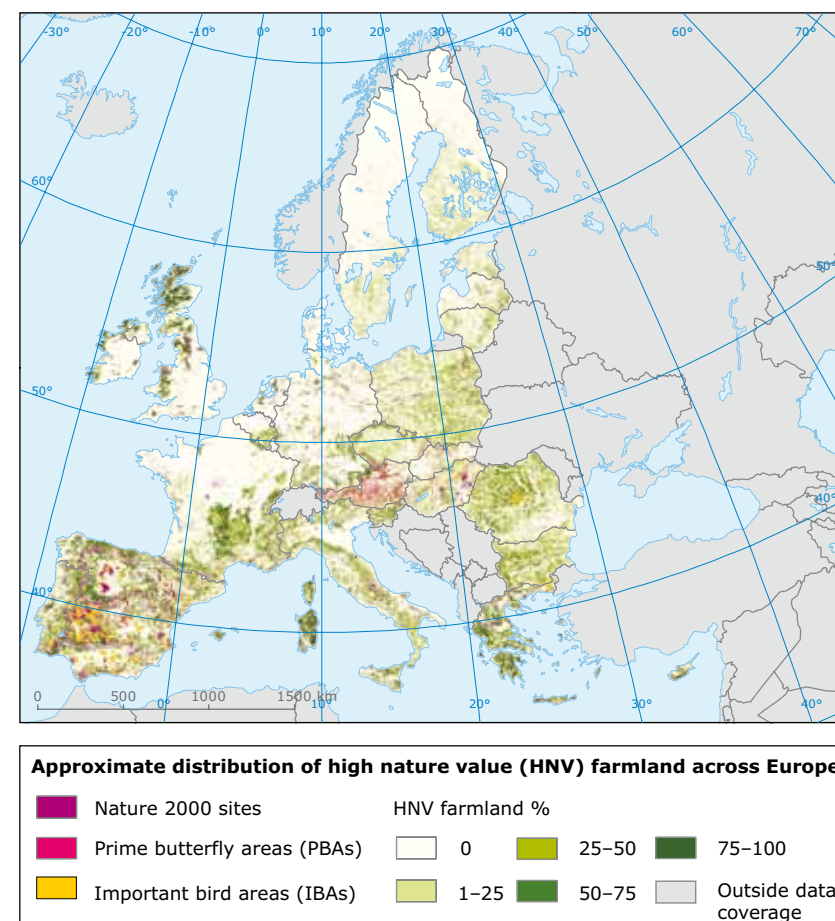 -30° -20° -10° 0° 10° 20° 30° 40° 50° 60° 70°
60°
50°
50°
40°
40°
0 500 1000 1500 km
0° 10° 20° 30° 40°
Approximate distribution of high nature value (HNV) farmland across Europe
Nature 2000 sites
HNV farmland %
Prime butterfly areas (PBAs)
0 25–50 75–100
Important bird areas (IBAs)
1–25 50–75 Outside data
coverage